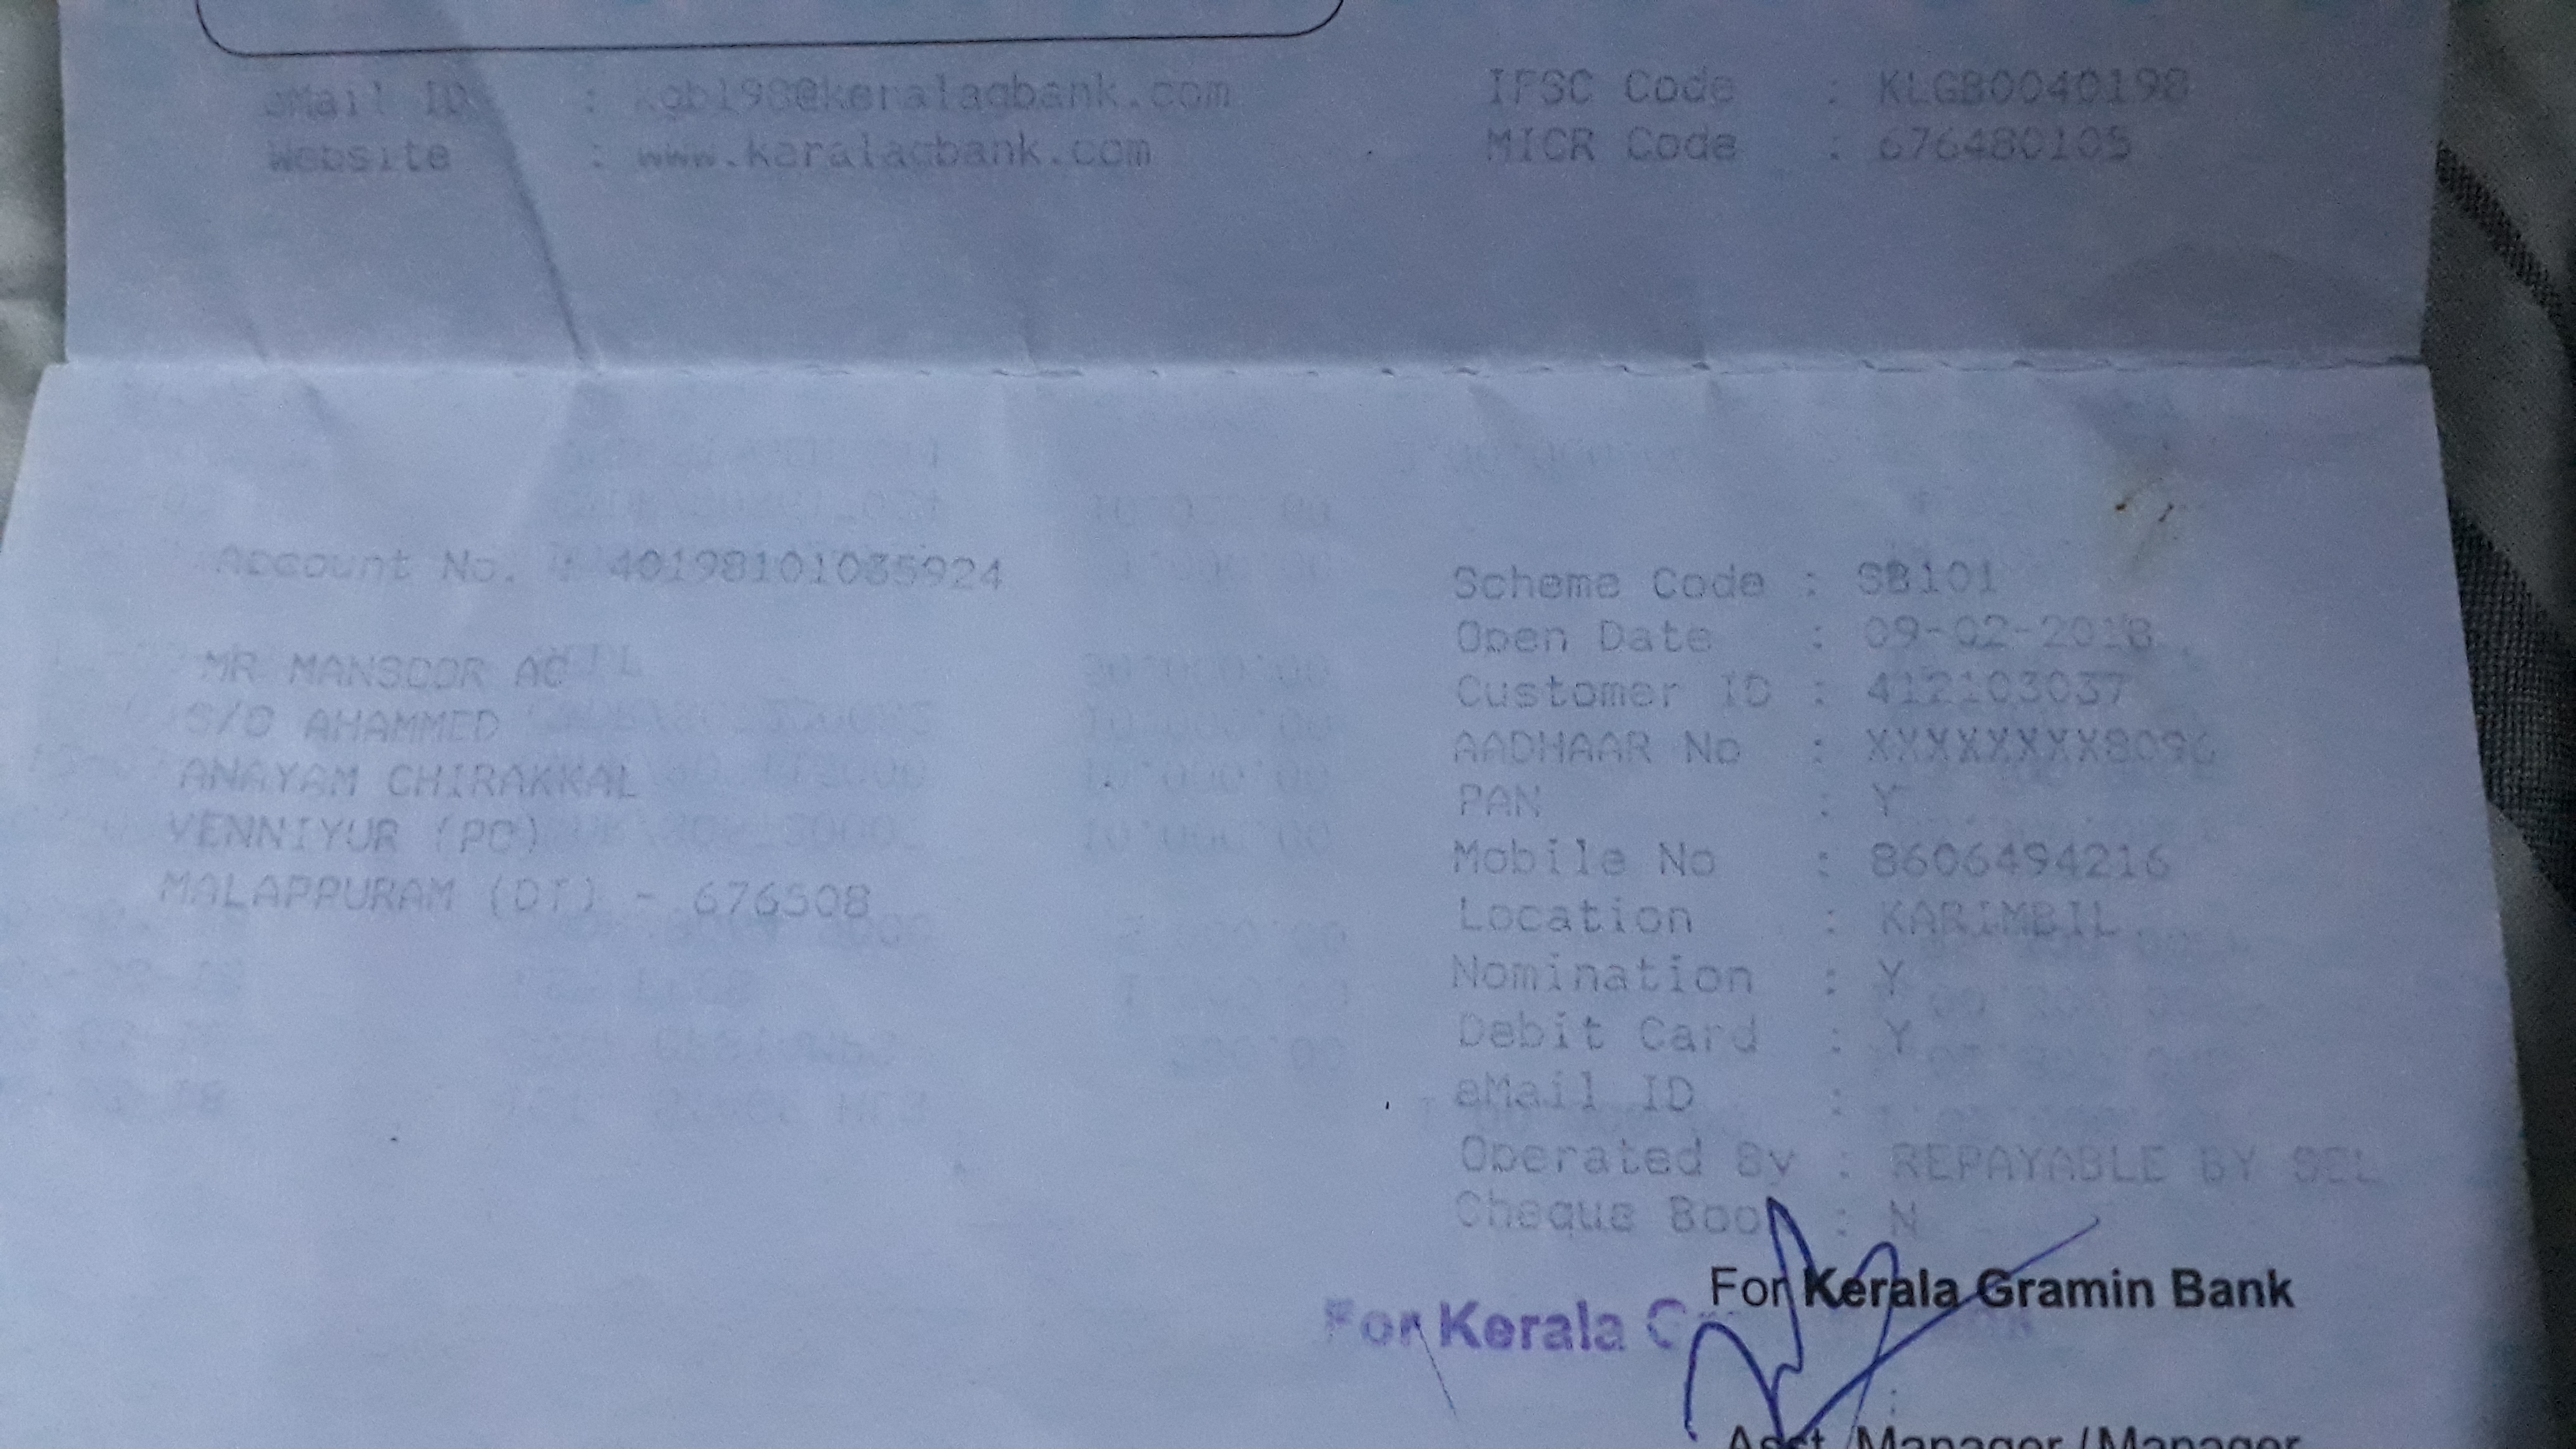 eMail ID : kgb198@keralagbank.com
Website : www.keralagbank.com
IFSC Code : KLGB0040198
MICR Code : 676480105
Account No. : 40198101035924
MR MANSOOR AC
S/O AHAMMED
ANAYAM CHIRAKKAL
VENNIYUR (PO)
MALAPPURAM (DT) - 676508
Scheme Code : SB101
Open Date : 09-02-2018
Customer ID : 412103037
AADHAAR No : XXXXXXXX8096
PAN : Y
Mobile No : 8606494216
Location : KARIMBIL
Nomination : Y
Debit Card : Y
eMail ID :
Operated By : REPAYABLE BY SEL
Cheque Boo : N
For Kerala Gramin Bank
For Kerala G
Asst. Manager / Manager